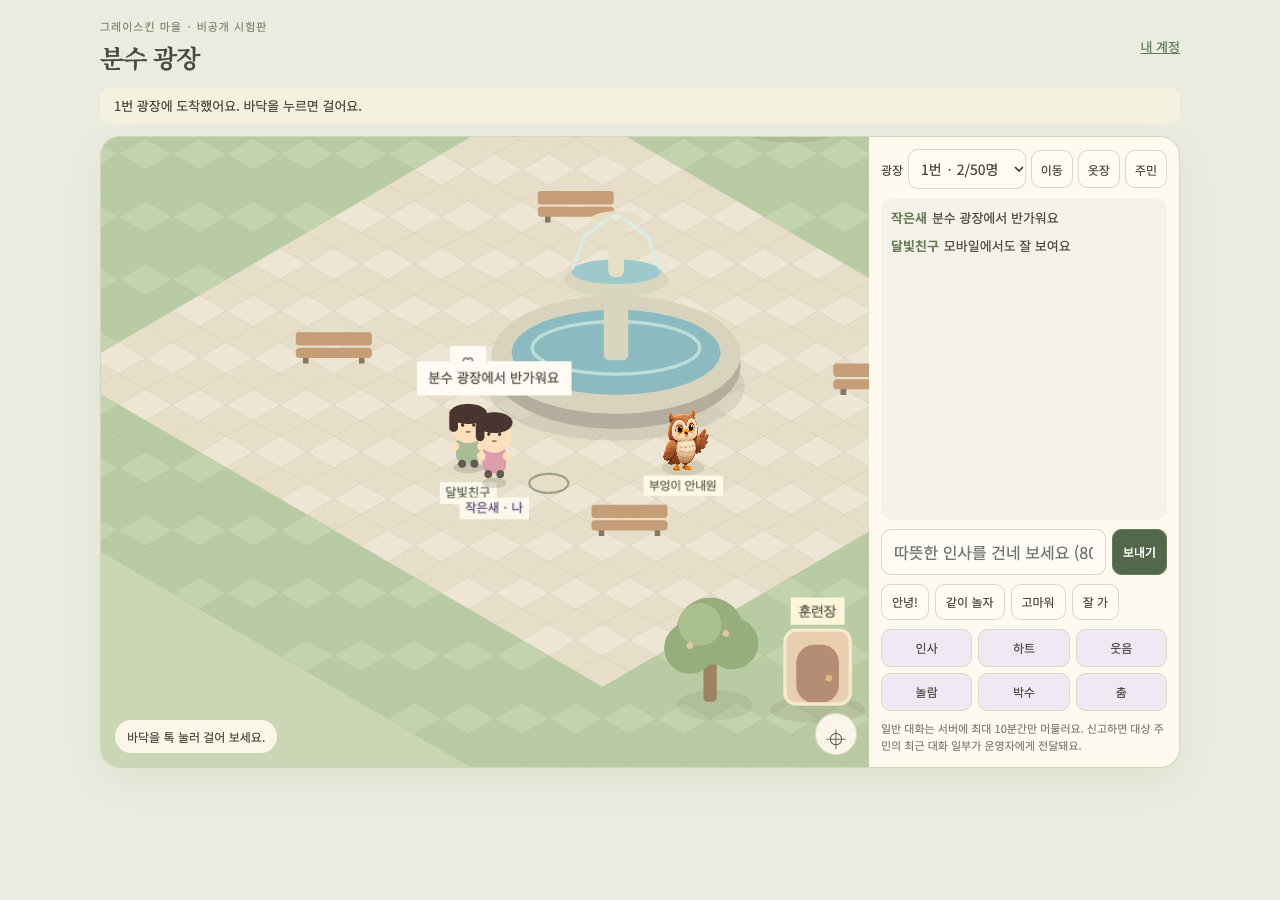 그레이스킨 마을 · 비공개 시험판
분수 광장
내 계정
1번 광장에 도착했어요. 바닥을 누르면 걸어요.
광장
1번 · 2/50명
이동
옷장
주민
작은새 분수 광장에서 반가워요
달빛친구 모바일에서도 잘 보여요
분수 광장에서 반가워요
달빛친구
작은새 · 나
부엉이 안내원
훈련장
바닥을 톡 눌러 걸어 보세요.
따뜻한 인사를 건네 보세요 (80
보내기
안녕!
같이 놀자
고마워
잘 가
인사
하트
웃음
놀람
박수
춤
일반 대화는 서버에 최대 10분간만 머물러요. 신고하면 대상 주
민의 최근 대화 일부가 운영자에게 전달돼요.